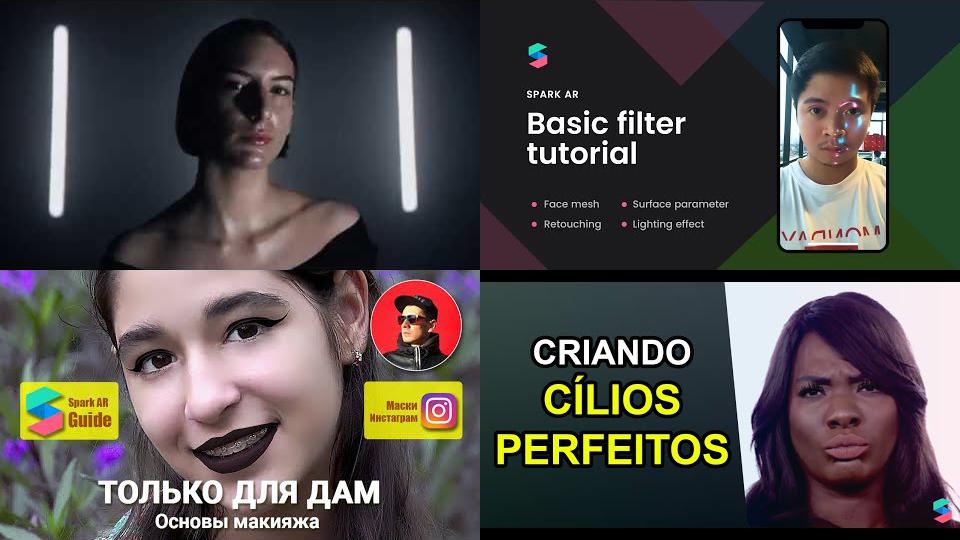 SPARK AR
Basic filter
tutorial
Face mesh
Surface parameter
Retouching
Lighting effect
Spark AR
Guide
Маски
Инстаграм
ТОЛЬКО ДЛЯ ДАМ
Основы макияжа
CRIANDO
CÍLIOS
PERFEITOS